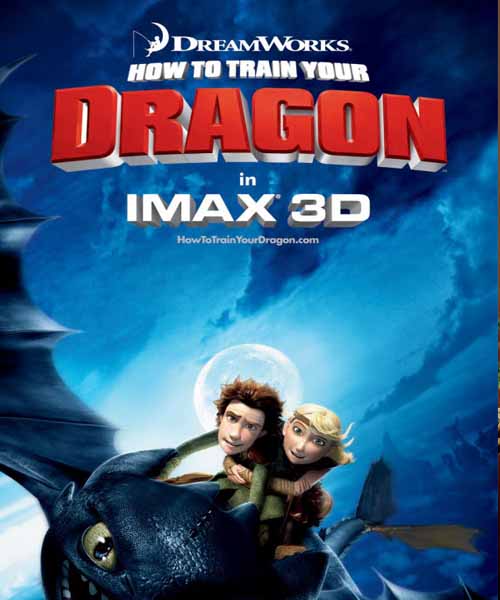 DREAMWORKS
HOW TO TRAIN YOUR
DRAGON
in
IMAX® 3D
HowToTrainYourDragon.com